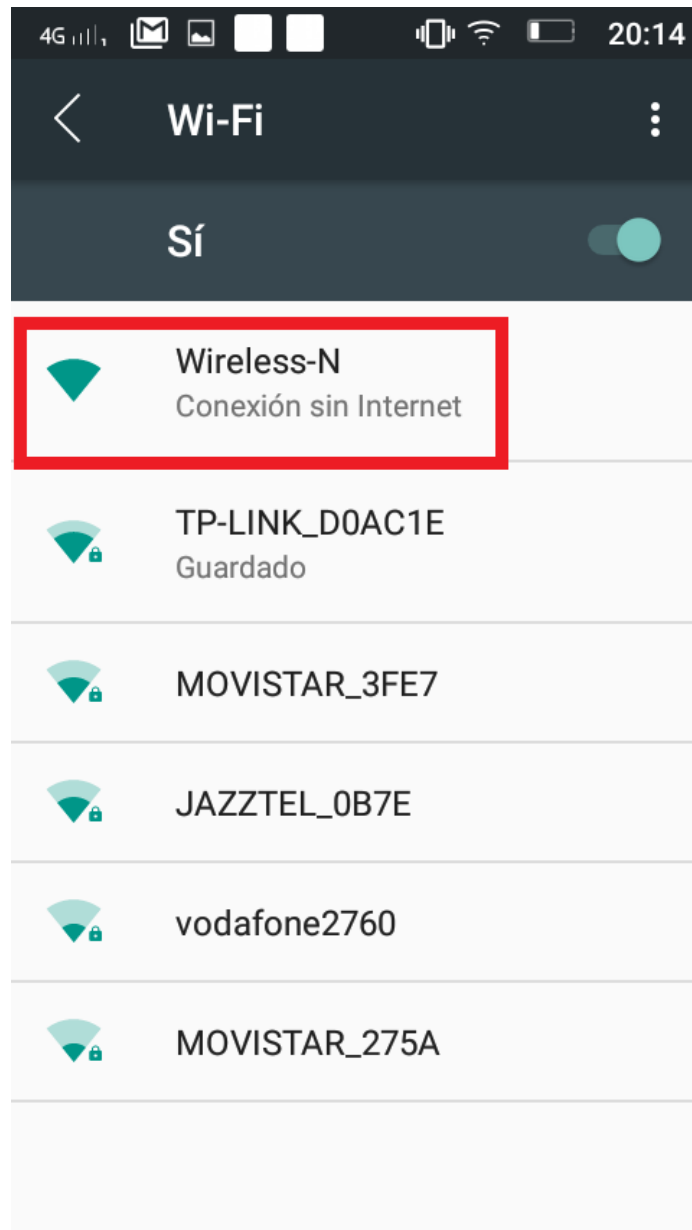 4G 20:14
Wi-Fi
Sí
Wireless-N
Conexión sin Internet
TP-LINK_D0AC1E
Guardado
MOVISTAR_3FE7
JAZZTEL_0B7E
vodafone2760
MOVISTAR_275A